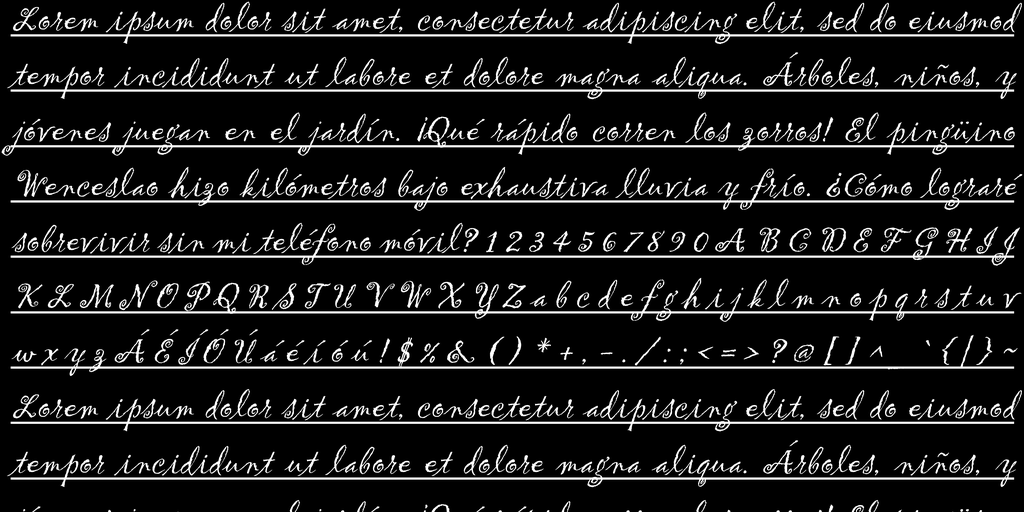 Lorem ipsum dolor sit amet, consectetur adipiscing elit, sed do eiusmod
tempor incididunt ut labore et dolore magna aliqua. Árboles, niños, y
jóvenes juegan en el jardín. ¡Qué rápido corren los zorros! El pingüino
Wenceslao hizo kilómetros bajo exhaustiva lluvia y frío. ¿Cómo lograré
sobrevivir sin mi teléfono móvil? 1 2 3 4 5 6 7 8 9 0 A B C D E F G H I J
K L M N O P Q R S T U V W X Y Z a b c d e f g h i j k l m n o p q r s t u v
w x y z Á É Í Ó Ú á é í ó ú ! $ % & ( ) * + , - . / : ; < = > ? @ [ ] ^ _ ` { | } ~
Lorem ipsum dolor sit amet, consectetur adipiscing elit, sed do eiusmod
tempor incididunt ut labore et dolore magna aliqua. Árboles, niños, y